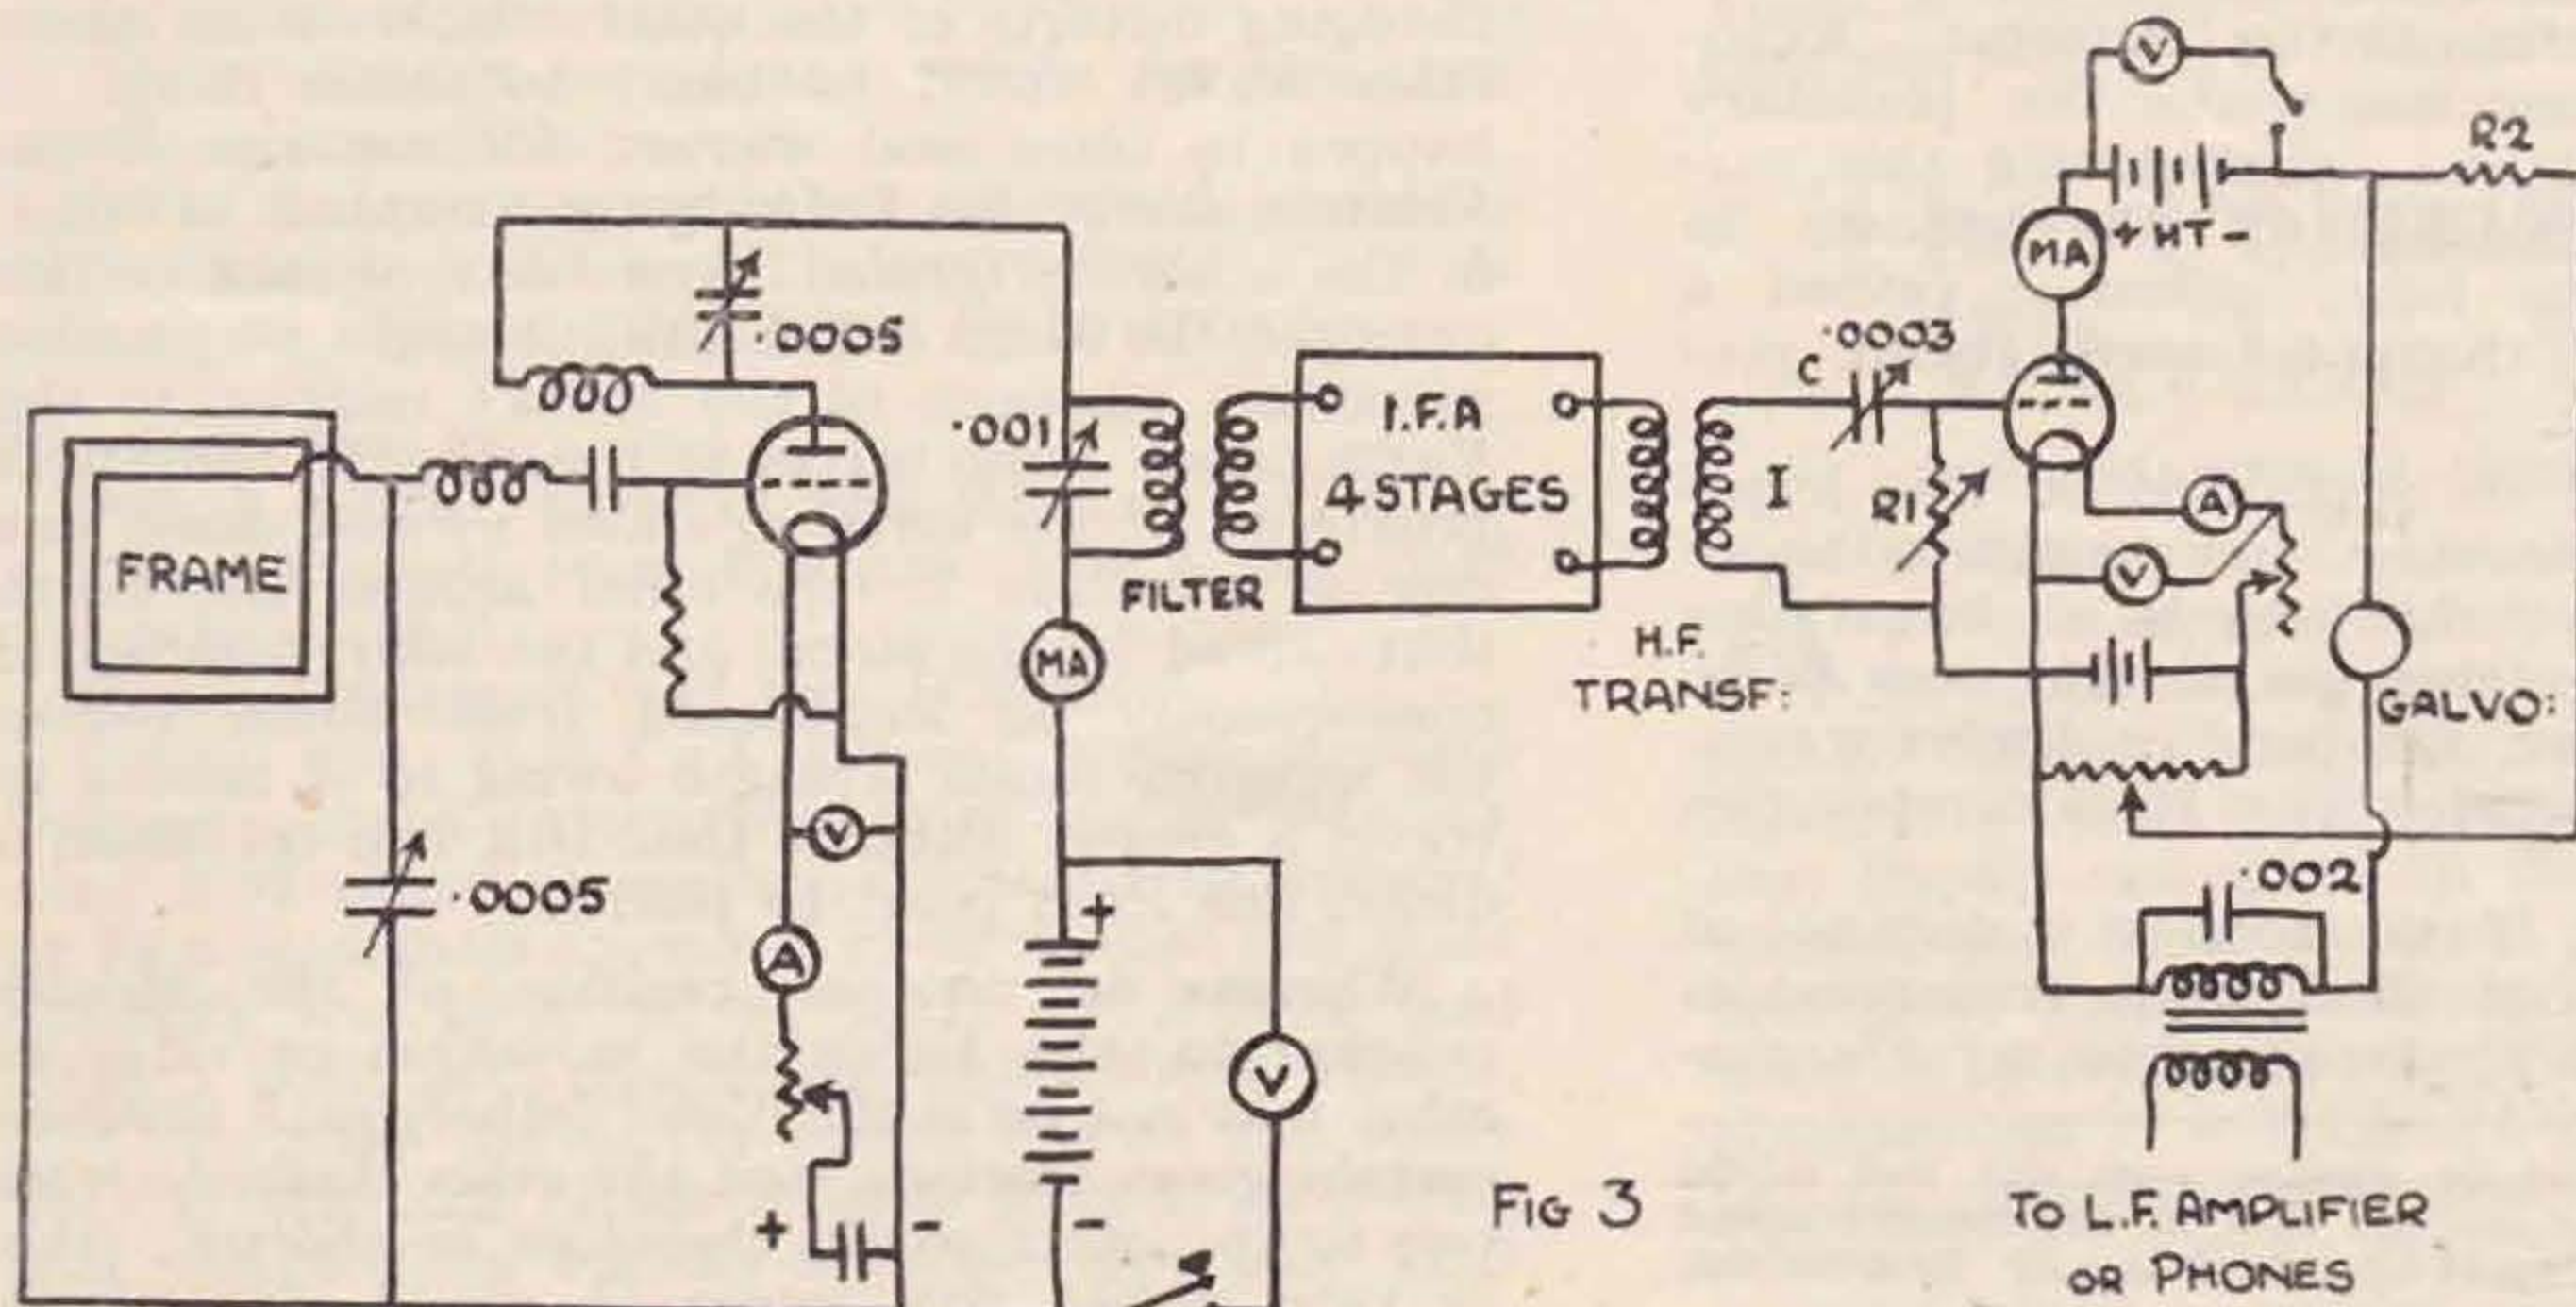 V
R2
+ HT -
MA
.0005
.0003
C
.001
I.F.A
4 STAGES
I
R1
A
FRAME
V
FILTER
MA
H.F.
TRANSF:
GALVO:
V
.0005
.002
+
A
V
+
-
-
FIG 3
TO L.F. AMPLIFIER
OR PHONES